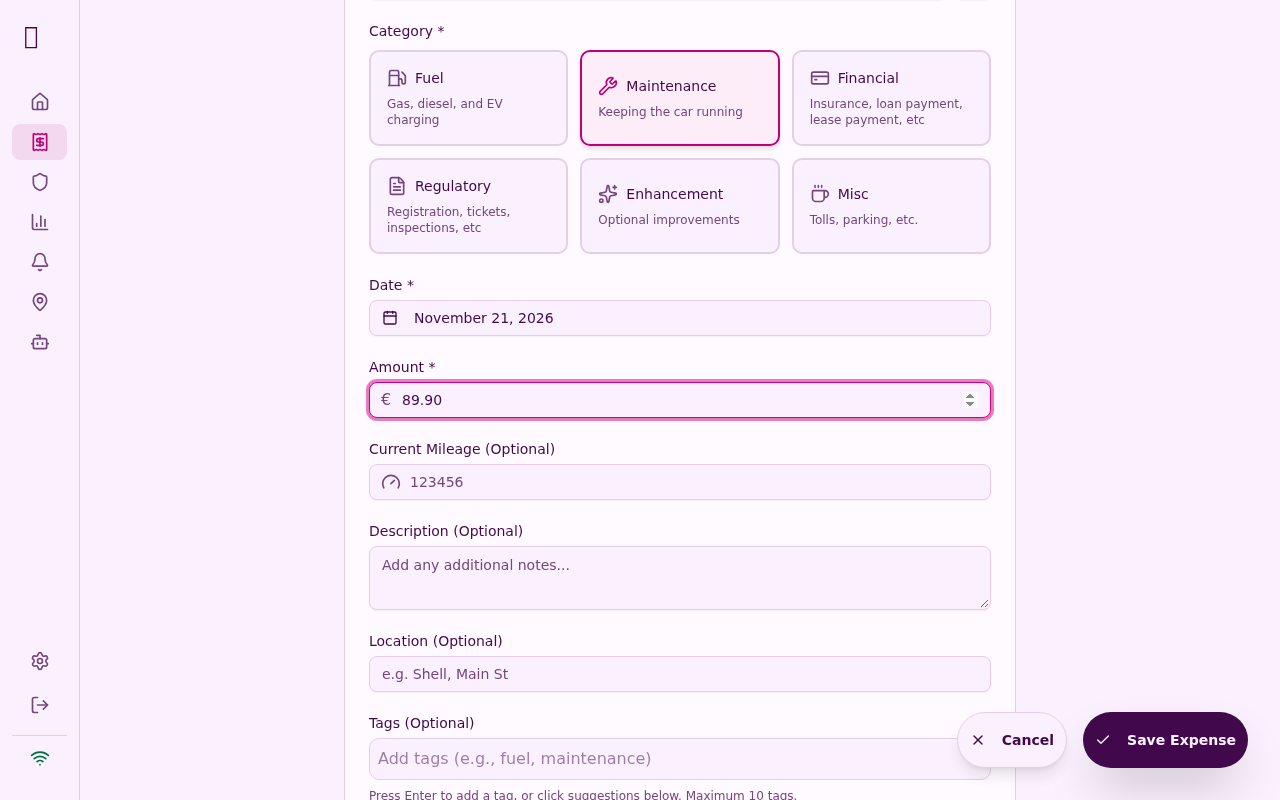 Category *
Fuel
Gas, diesel, and EV
charging
Maintenance
Keeping the car running
Financial
Insurance, loan payment,
lease payment, etc
Regulatory
Registration, tickets,
inspections, etc
Enhancement
Optional improvements
Misc
Tolls, parking, etc.
Date *
November 21, 2026
Amount *
€ 89.90
Current Mileage (Optional)
123456
Description (Optional)
Add any additional notes...
Location (Optional)
e.g. Shell, Main St
Tags (Optional)
Add tags (e.g., fuel, maintenance)
Press Enter to add a tag, or click suggestions below. Maximum 10 tags.
Cancel
Save Expense